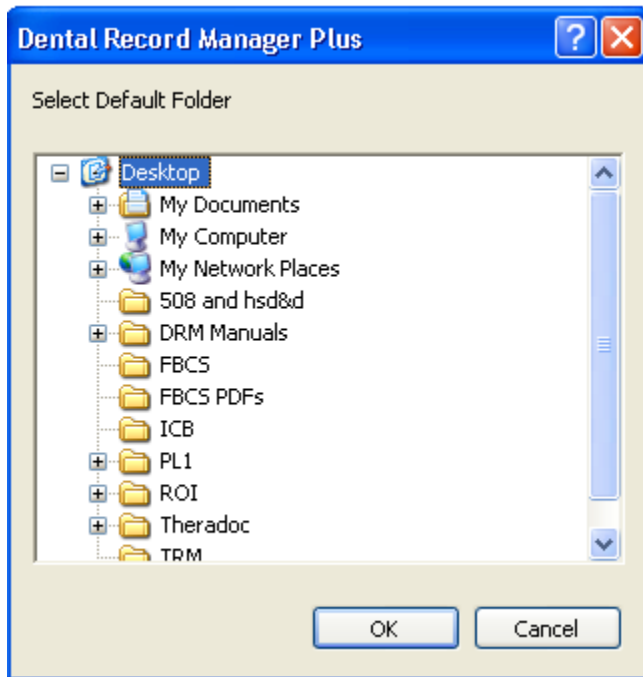 Dental Record Manager Plus
Select Default Folder
Desktop
My Documents
My Computer
My Network Places
508 and hsd&d
DRM Manuals
FBCS
FBCS PDFs
ICB
PL1
ROI
Theradoc
TRM
OK
Cancel